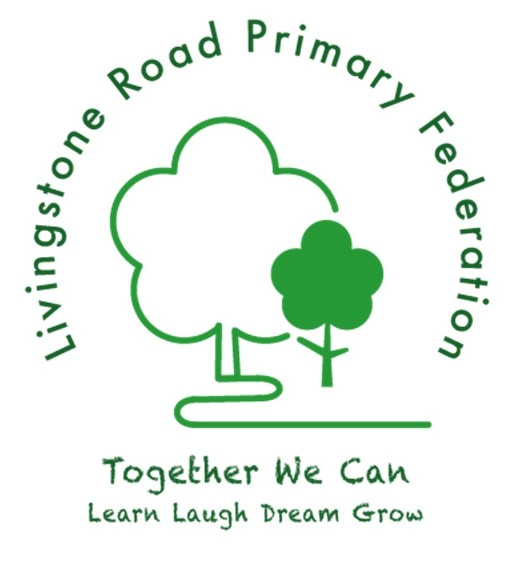 Livingstone Road Primary Federation
Together We Can
Learn Laugh Dream Grow